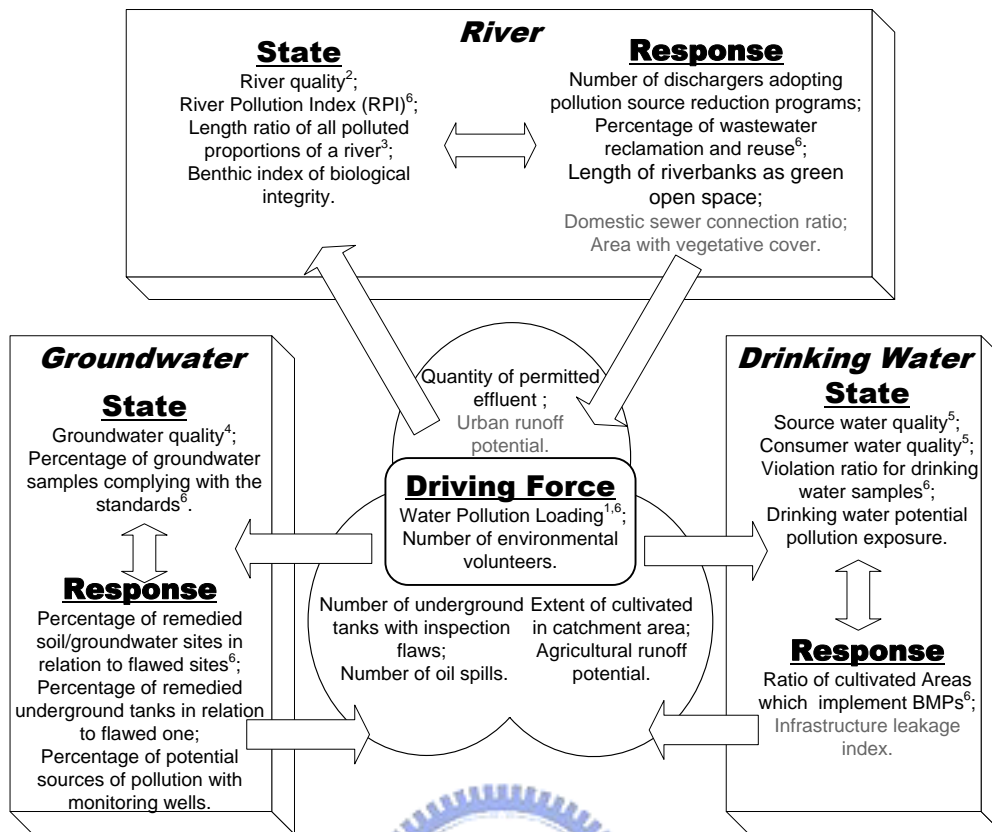 River
State
River quality2;
River Pollution Index (RPI)6;
Length ratio of all polluted
proportions of a river3;
Benthic index of biological
integrity.
Response
Number of dischargers adopting
pollution source reduction programs;
Percentage of wastewater
reclamation and reuse6;
Length of riverbanks as green
open space;
Domestic sewer connection ratio;
Area with vegetative cover.
Groundwater
State
Groundwater quality4;
Percentage of groundwater
samples complying with the
standards6.
Response
Percentage of remedied
soil/groundwater sites in
relation to flawed sites6;
Percentage of remedied
underground tanks in relation
to flawed one;
Percentage of potential
sources of pollution with
monitoring wells.
Quantity of permitted
effluent ;
Urban runoff
potential.
Driving Force
Water Pollution Loading1,6;
Number of environmental
volunteers.
Number of underground
tanks with inspection
flaws;
Number of oil spills.
Extent of cultivated
in catchment area;
Agricultural runoff
potential.
Drinking Water
State
Source water quality5;
Consumer water quality5;
Violation ratio for drinking
water samples6;
Drinking water potential
pollution exposure.
Response
Ratio of cultivated Areas
which implement BMPs6;
Infrastructure leakage
index.